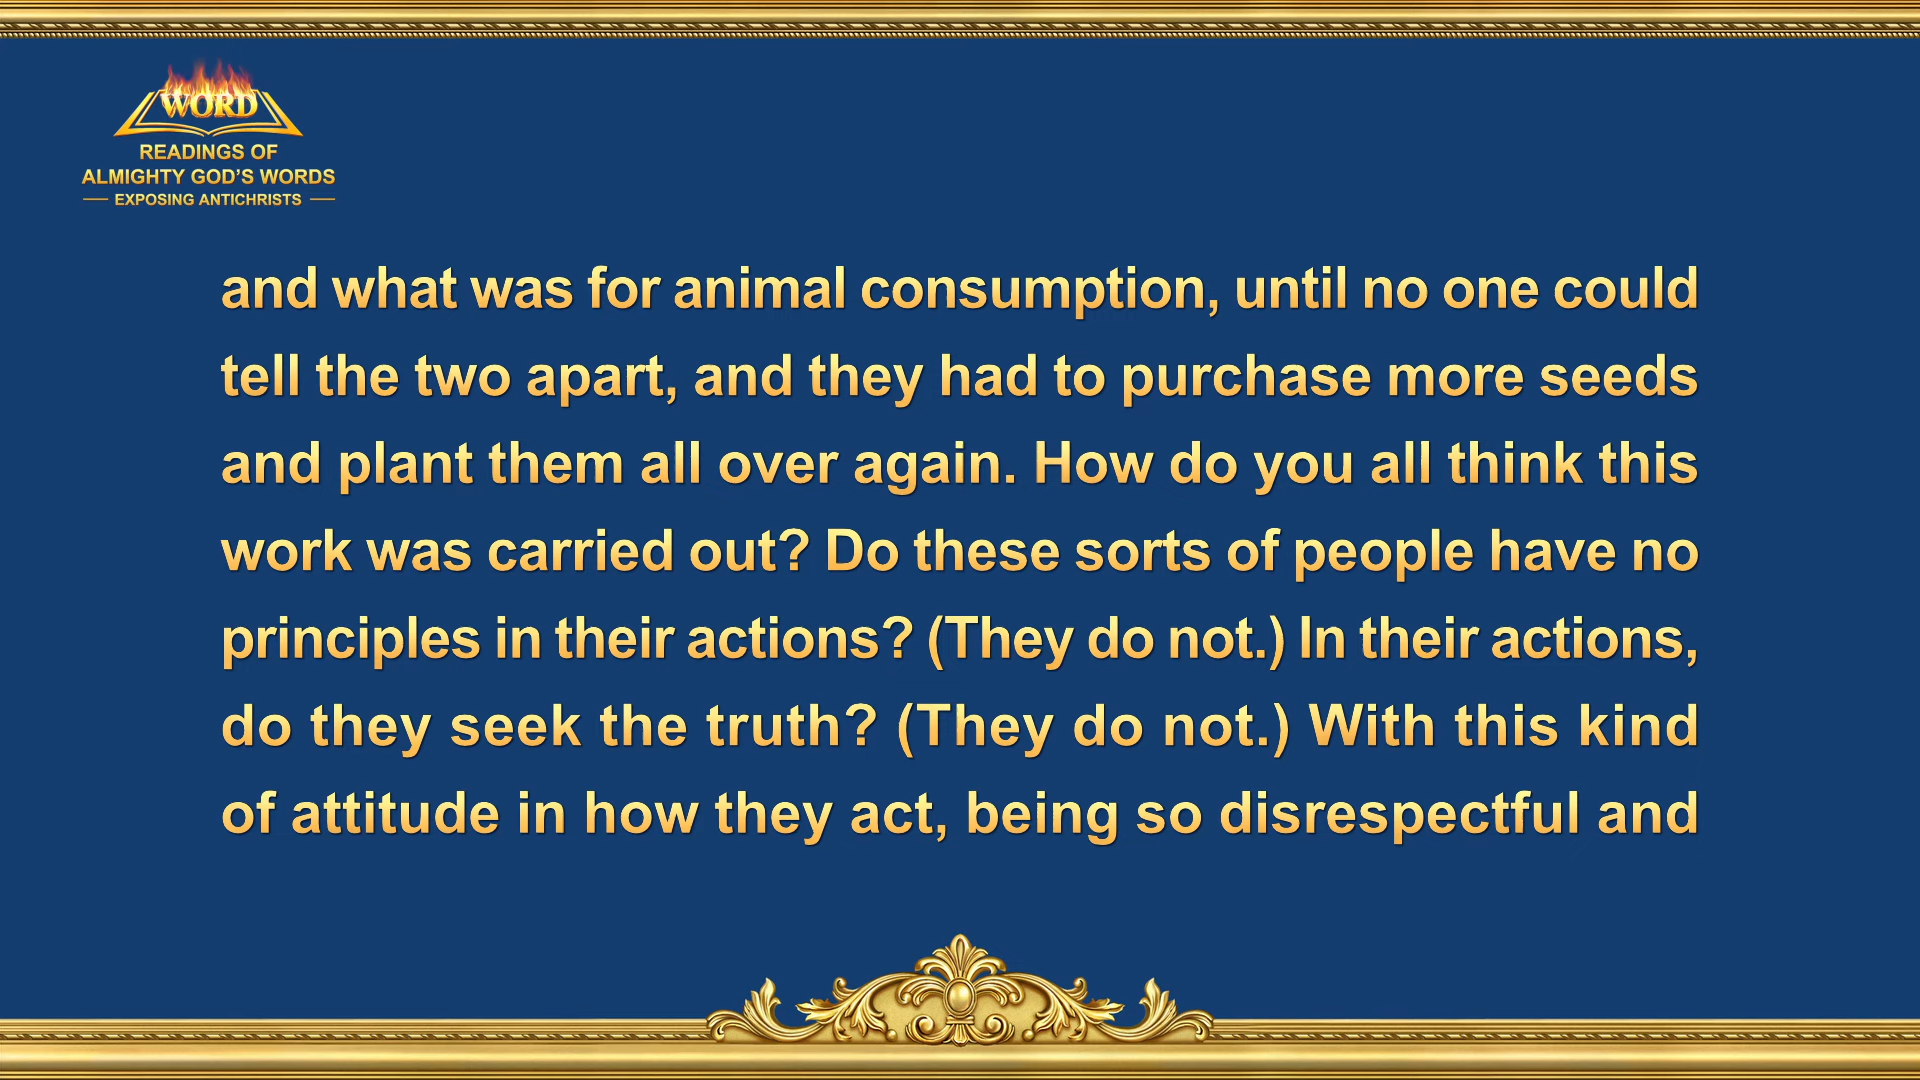 WORD
READINGS OF
ALMIGHTY GOD'S WORDS
EXPOSING ANTICHRISTS
and what was for animal consumption, until no one could
tell the two apart, and they had to purchase more seeds
and plant them all over again. How do you all think this
work was carried out? Do these sorts of people have no
principles in their actions? (They do not.) In their actions,
do they seek the truth? (They do not.) With this kind
of attitude in how they act, being so disrespectful and